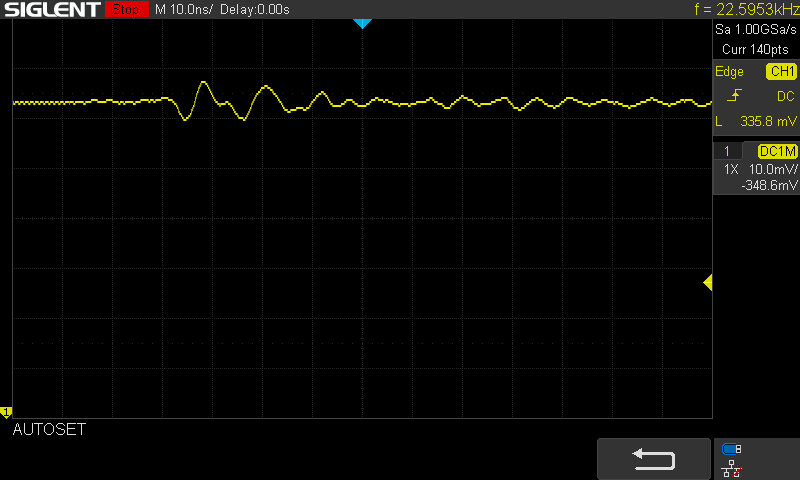 SIGLENT Stop M 10.0ns/ Delay:0.00s f = 22.5953kHz
Sa 1.00GSa/s
Curr 140pts
Edge CH1
DC
L 335.8 mV
1 DC1M
1X 10.0mV/
-348.6mV
1
AUTOSET